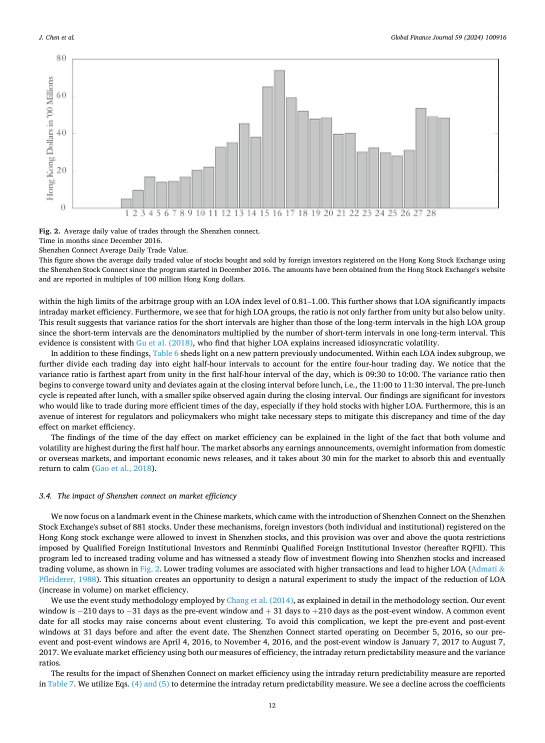 J. Chen et al.
Global Finance Journal 59 (2024) 100916
80
60
40
20
0
Hong Kong Dollars in '00 Millions
1 2 3 4 5 6 7 8 9 10 11 12 13 14 15 16 17 18 19 20 21 22 23 24 25 26 27 28
Fig. 2. Average daily value of trades through the Shenzhen connect.
Time in months since December 2016.
Shenzhen Connect Average Daily Trade Value.
This figure shows the average daily traded value of stocks bought and sold by foreign investors registered on the Hong Kong Stock Exchange using
the Shenzhen Stock Connect since the program started in December 2016. The amounts have been obtained from the Hong Stock Exchange's website
and are reported in multiples of 100 million Hong Kong dollars.
within the high limits of the arbitrage group with an LOA index level of 0.81–1.00. This further shows that LOA significantly impacts
intraday market efficiency. Furthermore, we see that for high LOA groups, the ratio is not only farther from unity but also below unity.
This result suggests that variance ratios for the short intervals are higher than those of the long-term intervals in the high LOA group
since the short-term intervals are the denominators multiplied by the number of short-term intervals in one long-term interval. This
evidence is consistent with Gu et al. (2018), who find that higher LOA explains increased idiosyncratic volatility.
In addition to these findings, Table 6 sheds light on a new pattern previously undocumented. Within each LOA index subgroup, we
further divide each trading day into eight half-hour intervals to account for the entire four-hour trading day. We notice that the
variance ratio is farthest apart from unity in the first half-hour interval of the day, which is 09:30 to 10:00. The variance ratio then
begins to converge toward unity and deviates again at the closing interval before lunch, i.e., the 11:00 to 11:30 interval. The pre-lunch
cycle is repeated after lunch, with a smaller spike observed again during the closing interval. Our findings are significant for investors
who would like to trade during more efficient times of the day, especially if they hold stocks with higher LOA. Furthermore, this is an
avenue of interest for regulators and policymakers who might take necessary steps to mitigate this discrepancy and time of the day
effect on market efficiency.
The findings of the time of the day effect on market efficiency can be explained in the light of the fact that both volume and
volatility are highest during the first half hour. The market absorbs any earnings announcements, overnight information from domestic
or overseas markets, and important economic news releases, and it takes about 30 min for the market to absorb this and eventually
return to calm (Gao et al., 2018).
3.4. The impact of Shenzhen connect on market efficiency
We now focus on a landmark event in the Chinese markets, which came with the introduction of Shenzhen Connect on the Shenzhen
Stock Exchange's subset of 881 stocks. Under these mechanisms, foreign investors (both individual and institutional) registered on the
Hong Kong stock exchange were allowed to invest in Shenzhen stocks, and this provision was over and above the quota restrictions
imposed by Qualified Foreign Institutional Investors and Renminbi Qualified Foreign Institutional Investor (hereafter RQFII). This
program led to increased trading volume and has witnessed a steady flow of investment flowing into Shenzhen stocks and increased
trading volume, as shown in Fig. 2. Lower trading volumes are associated with higher transactions and lead to higher LOA (Admati &
Pfleiderer, 1988). This situation creates an opportunity to design a natural experiment to study the impact of the reduction of LOA
(increase in volume) on market efficiency.
We use the event study methodology employed by Chang et al. (2014), as explained in detail in the methodology section. Our event
window is −210 days to −31 days as the pre-event window and + 31 days to +210 days as the post-event window. A common event
date for all stocks may raise concerns about event clustering. To avoid this complication, we kept the pre-event and post-event
windows at 31 days before and after the event date. The Shenzhen Connect started operating on December 5, 2016, so our pre-
event and post-event windows are April 4, 2016, to November 4, 2016, and the post-event window is January 7, 2017 to August 7,
2017. We evaluate market efficiency using both our measures of efficiency, the intraday return predictability measure and the variance
ratios.
The results for the impact of Shenzhen Connect on market efficiency using the intraday return predictability measure are reported
in Table 7. We utilize Eqs. (4) and (5) to determine the intraday return predictability measure. We see a decline across the coefficients
12